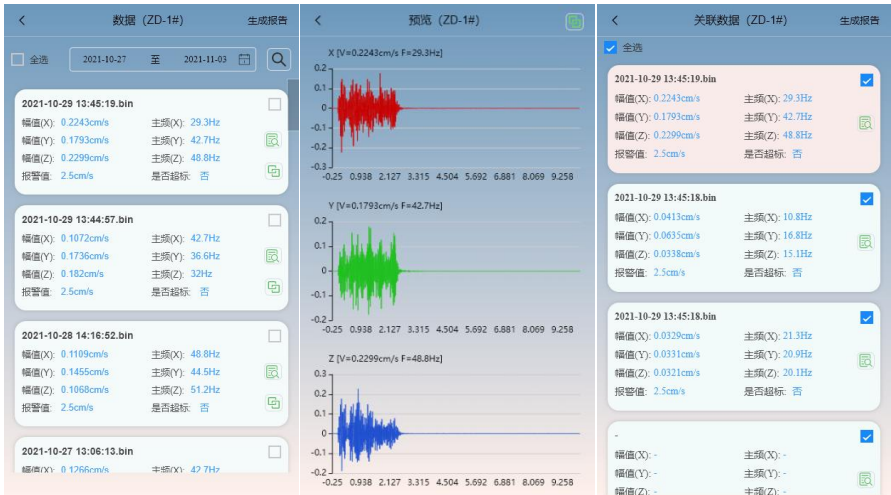 数据 (ZD-1#)
生成报告
全选
2021-10-27 至 2021-11-03
2021-10-29 13:45:19.bin
幅值(X): 0.2243cm/s 主频(X): 29.3Hz
幅值(Y): 0.1793cm/s 主频(Y): 42.7Hz
幅值(Z): 0.2299cm/s 主频(Z): 48.8Hz
报警值: 2.5cm/s 是否超标: 否
2021-10-29 13:44:57.bin
幅值(X): 0.1072cm/s 主频(X): 42.7Hz
幅值(Y): 0.1736cm/s 主频(Y): 36.6Hz
幅值(Z): 0.182cm/s 主频(Z): 32Hz
报警值: 2.5cm/s 是否超标: 否
2021-10-28 14:16:52.bin
幅值(X): 0.1109cm/s 主频(X): 48.8Hz
幅值(Y): 0.1455cm/s 主频(Y): 44.5Hz
幅值(Z): 0.1068cm/s 主频(Z): 51.2Hz
报警值: 2.5cm/s 是否超标: 否
2021-10-27 13:06:13.bin
幅值(X): 0.1266cm/s 主频(X): 42.7Hz
预览 (ZD-1#)
X [V=0.2243cm/s F=29.3Hz]
0.2
0.1
0
-0.1
-0.2
-0.3
-0.25 0.938 2.127 3.315 4.504 5.692 6.881 8.069 9.258
Y [V=0.1793cm/s F=42.7Hz]
0.2
0.1
0
-0.1
-0.2
-0.25 0.938 2.127 3.315 4.504 5.692 6.881 8.069 9.258
Z [V=0.2299cm/s F=48.8Hz]
0.3
0.2
0.1
0
-0.1
-0.2
-0.25 0.938 2.127 3.315 4.504 5.692 6.881 8.069 9.258
关联数据 (ZD-1#)
生成报告
全选
2021-10-29 13:45:19.bin
幅值(X): 0.2243cm/s 主频(X): 29.3Hz
幅值(Y): 0.1793cm/s 主频(Y): 42.7Hz
幅值(Z): 0.2299cm/s 主频(Z): 48.8Hz
报警值: 2.5cm/s 是否超标: 否
2021-10-29 13:45:18.bin
幅值(X): 0.0413cm/s 主频(X): 10.8Hz
幅值(Y): 0.0635cm/s 主频(Y): 16.8Hz
幅值(Z): 0.0338cm/s 主频(Z): 15.1Hz
报警值: 2.5cm/s 是否超标: 否
2021-10-29 13:45:18.bin
幅值(X): 0.0329cm/s 主频(X): 21.3Hz
幅值(Y): 0.0331cm/s 主频(Y): 20.9Hz
幅值(Z): 0.0321cm/s 主频(Z): 20.1Hz
报警值: 2.5cm/s 是否超标: 否
-
幅值(X): - 主频(X): -
幅值(Y): - 主频(Y): -
幅值(Z): - 主频(Z): -